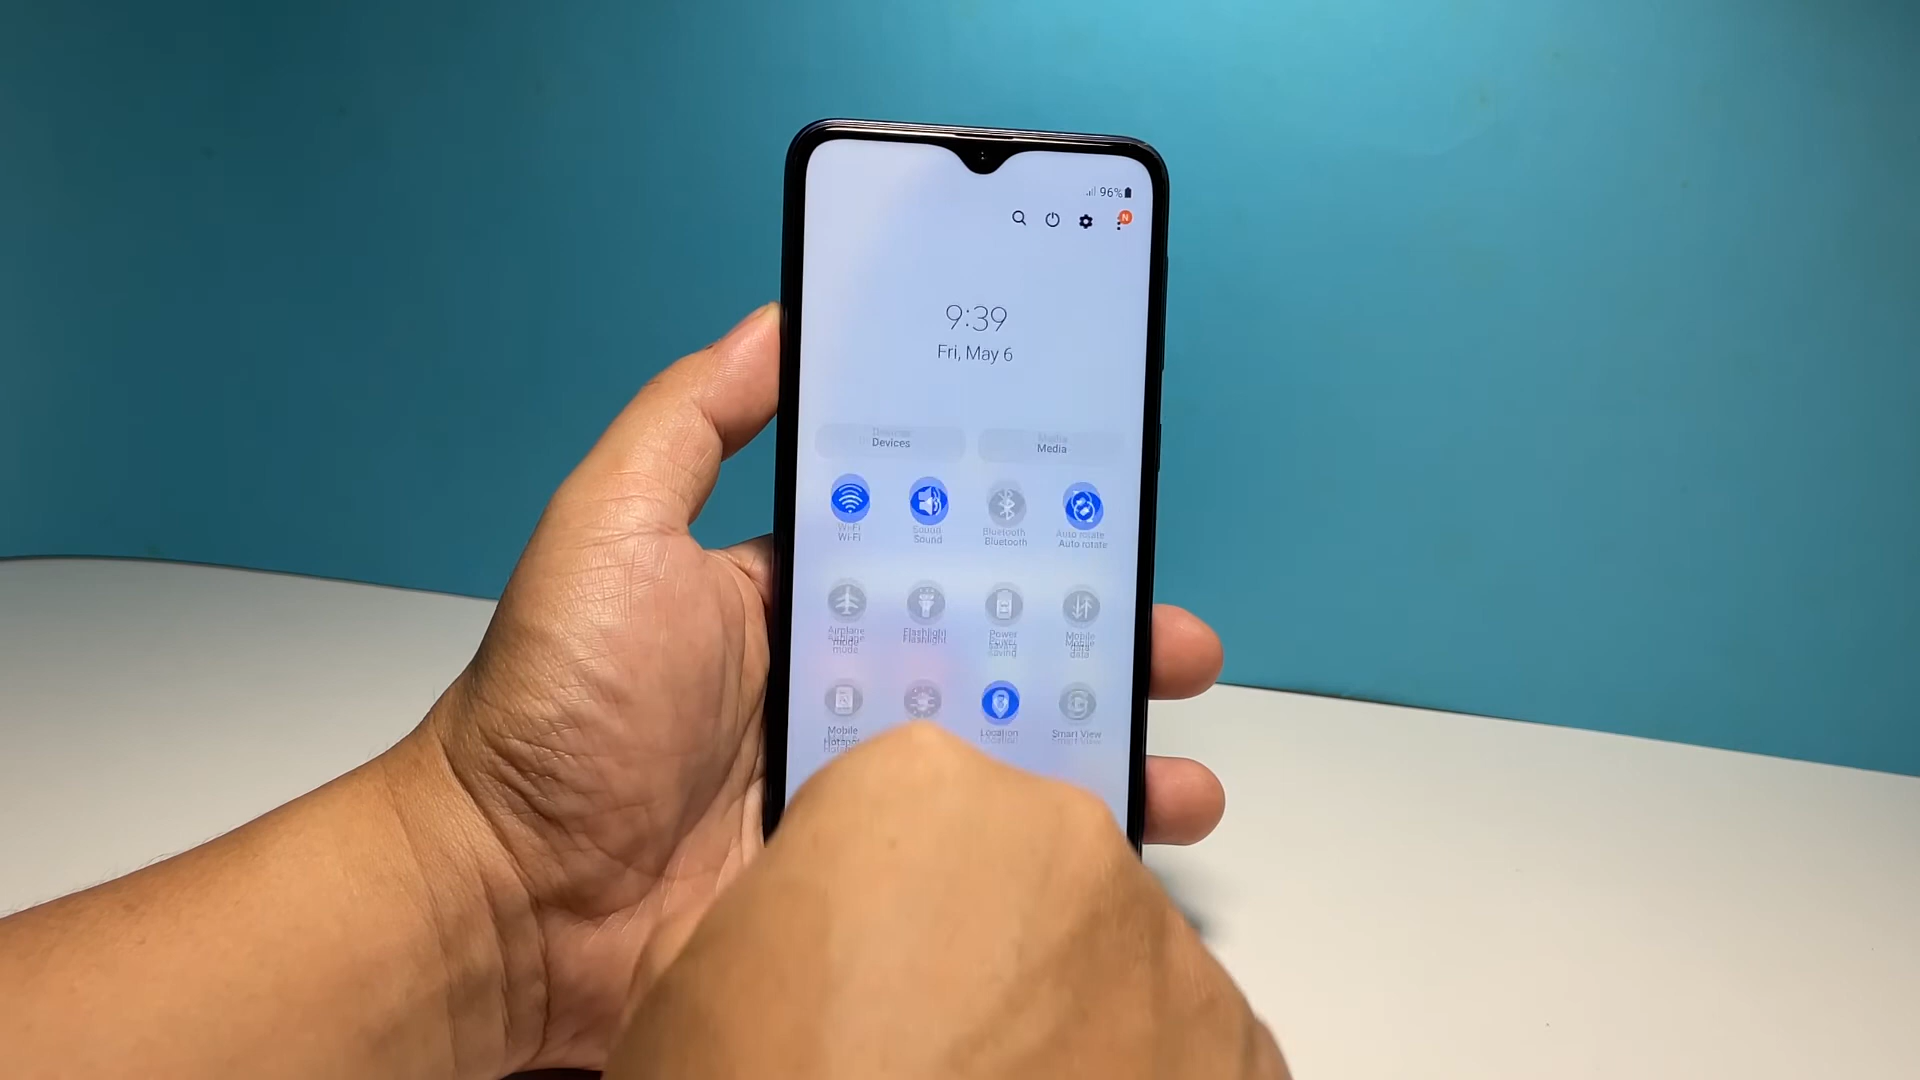 96%
N
9:39
Fri, May 6
Devices Media
Wi-Fi Sound Bluetooth Auto rotate
Airplane mode Flashlight Power saving Mobile data
Mobile Hotspot Location Smart View